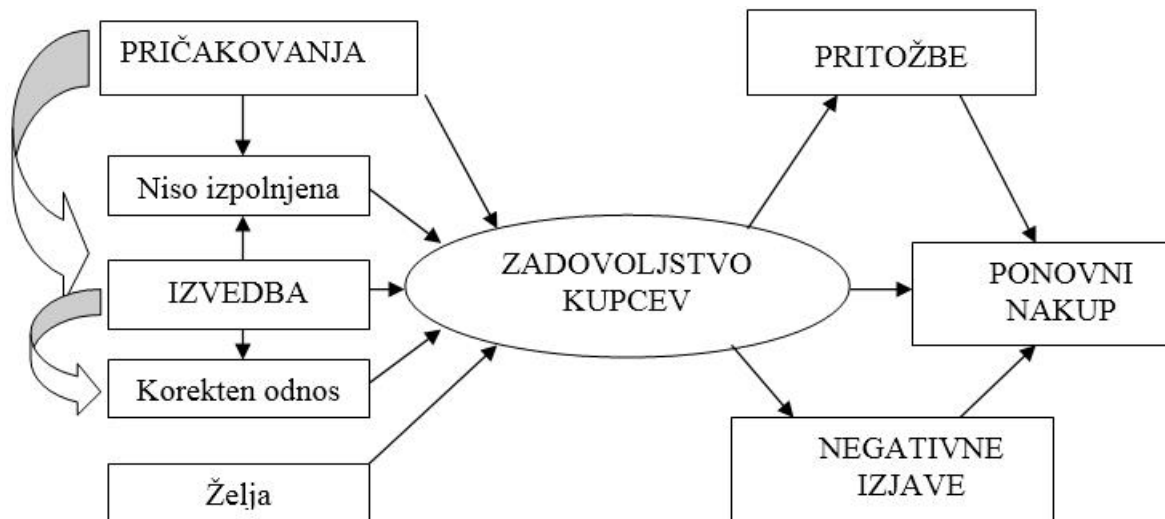 PRIČAKOVANJA
PRITOŽBE
Niso izpolnjena
ZADOVOLJSTVO
KUPCEV
IZVEDBA
PONOVNI
NAKUP
Korekten odnos
NEGATIVNE
IZJAVE
Želja